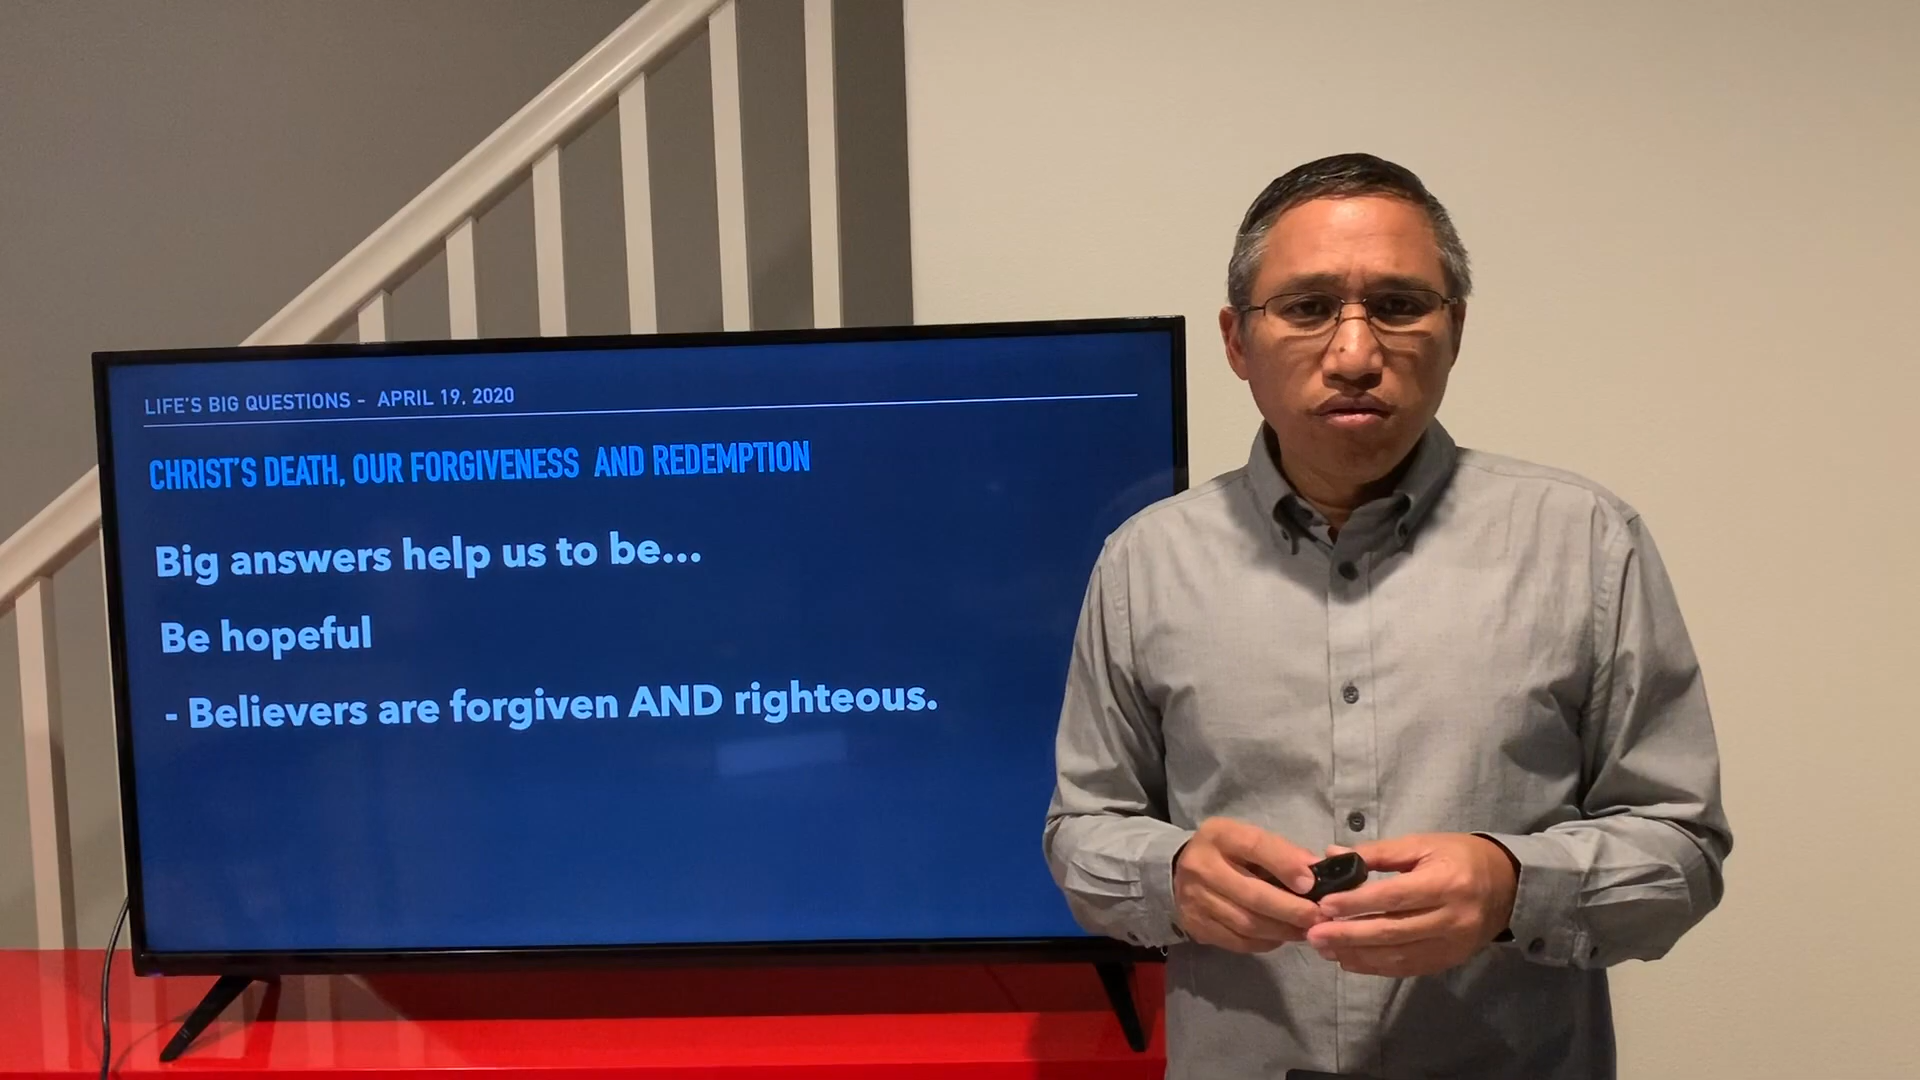 LIFE'S BIG QUESTIONS - APRIL 19, 2020
CHRIST'S DEATH, OUR FORGIVENESS AND REDEMPTION
Big answers help us to be...
Be hopeful
- Believers are forgiven AND righteous.